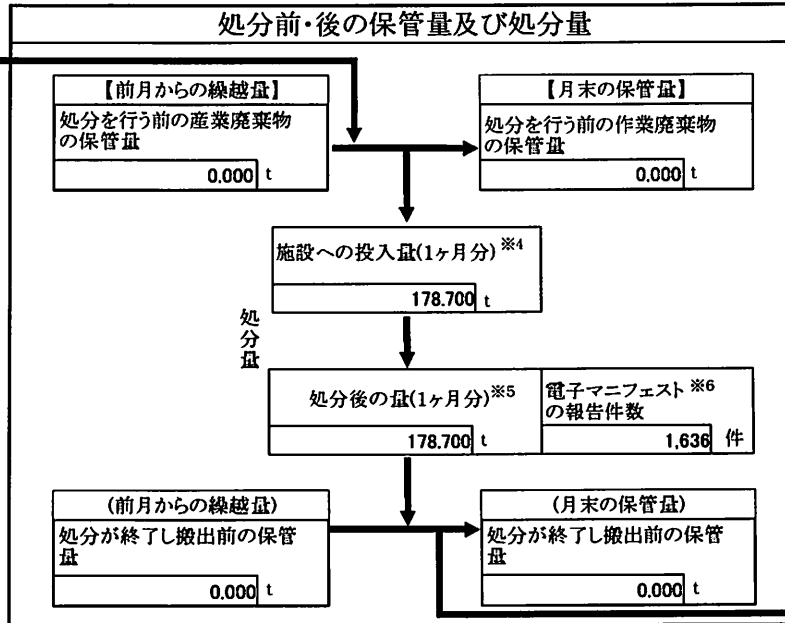 処分前・後の保管量及び処分量
【前月からの繰越量】
処分を行う前の産業廃棄物
の保管量
0.000 t
【月末の保管量】
処分を行う前の作業廃棄物
の保管量
0.000 t
施設への投入量(1ヶ月分)※4
178.700 t
処分量
処分後の量(1ヶ月分)※5
178.700 t
電子マニフェスト※6
の報告件数
1,636 件
(前月からの繰越量)
処分が終了し搬出前の保管
量
0.000 t
(月末の保管量)
処分が終了し搬出前の保管
量
0.000 t